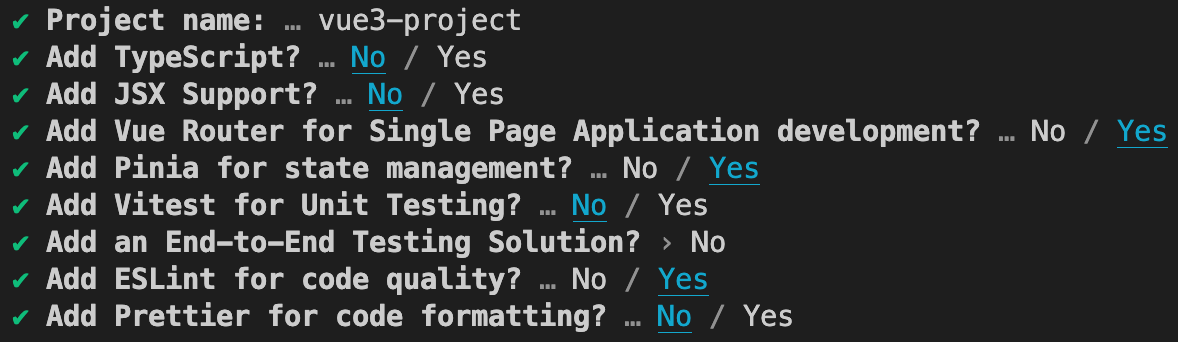 ✔ Project name: … vue3-project
✔ Add TypeScript? … No / Yes
✔ Add JSX Support? … No / Yes
✔ Add Vue Router for Single Page Application development? … No / Yes
✔ Add Pinia for state management? … No / Yes
✔ Add Vitest for Unit Testing? … No / Yes
✔ Add an End-to-End Testing Solution? › No
✔ Add ESLint for code quality? … No / Yes
✔ Add Prettier for code formatting? … No / Yes